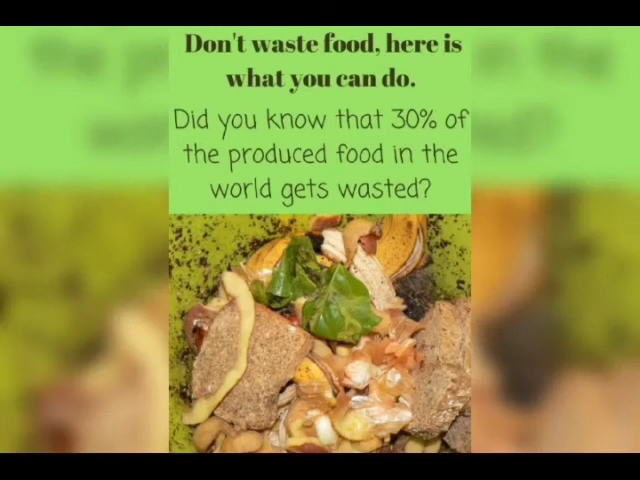 Don't waste food, here is
what you can do.
Did you know that 30% of
the produced food in the
world gets wasted?